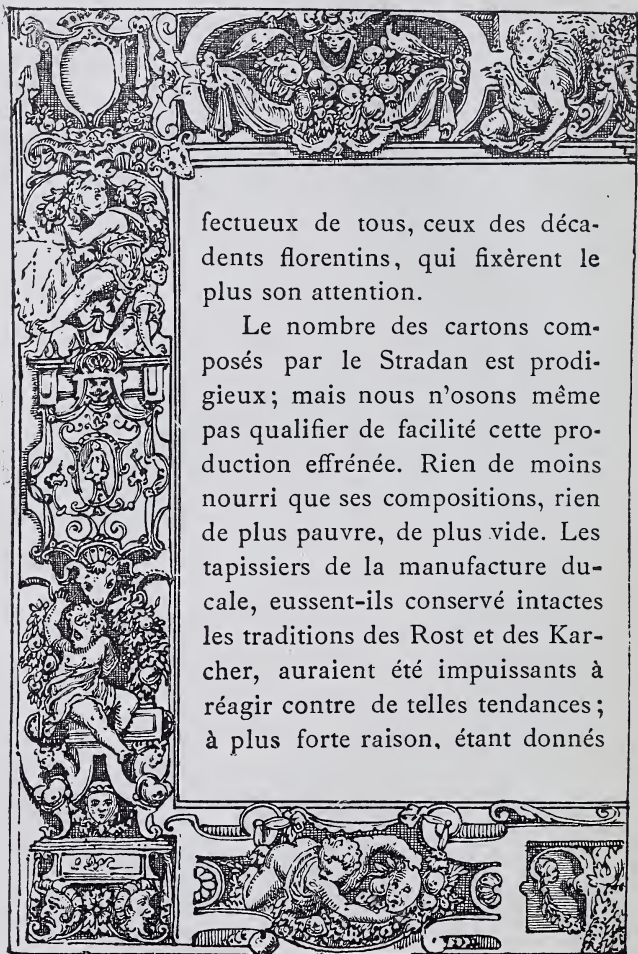 fectueux de tous, ceux des déca-
dents florentins, qui fixèrent le
plus son attention.
Le nombre des cartons com-
posés par le Stradan est prodi-
gieux; mais nous n'osons même
pas qualifier de facilité cette pro-
duction effrénée. Rien de moins
nourri que ses compositions, rien
de plus pauvre, de plus vide. Les
tapissiers de la manufacture du-
cale, eussent-ils conservé intactes
les traditions des Rost et des Kar-
cher, auraient été impuissants à
réagir contre de telles tendances;
à plus forte raison, étant donnés